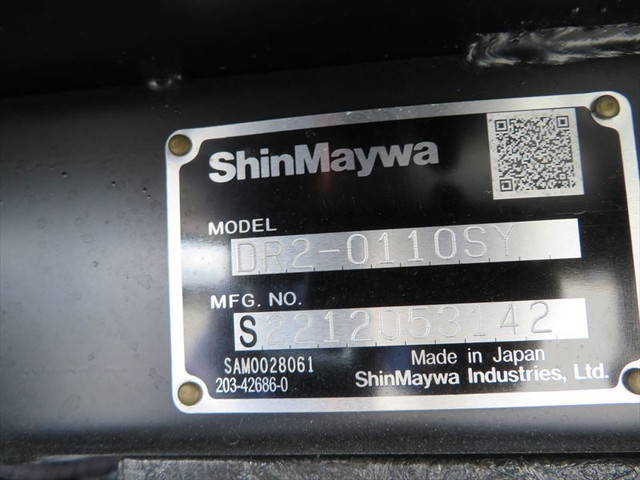 ShinMaywa
MODEL
DR2-0110SY
MFG. NO.
S2212053142
SAM0028061
203-42686-0
Made in Japan
ShinMaywa Industries, Ltd.